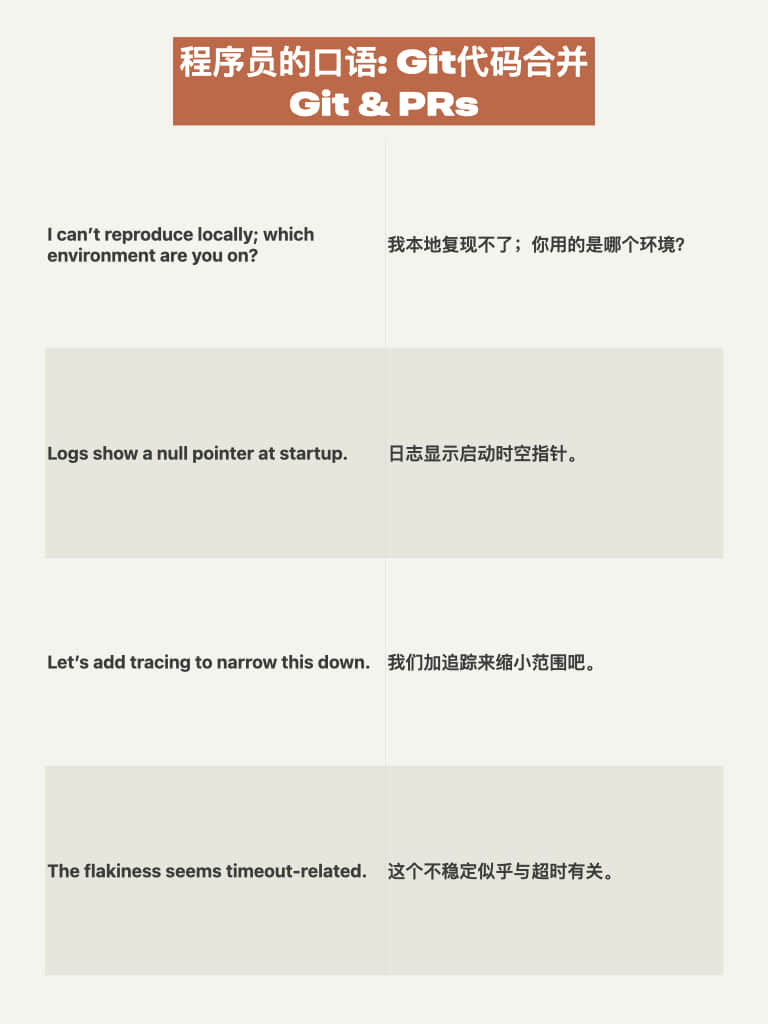 程序员的口语: Git代码合并
Git & PRs
I can’t reproduce locally; which
environment are you on?
我本地复现不了；你用的是哪个环境?
Logs show a null pointer at startup.
日志显示启动时空指针。
Let’s add tracing to narrow this down.
我们加追踪来缩小范围吧。
The flakiness seems timeout-related.
这个不稳定似乎与超时有关。